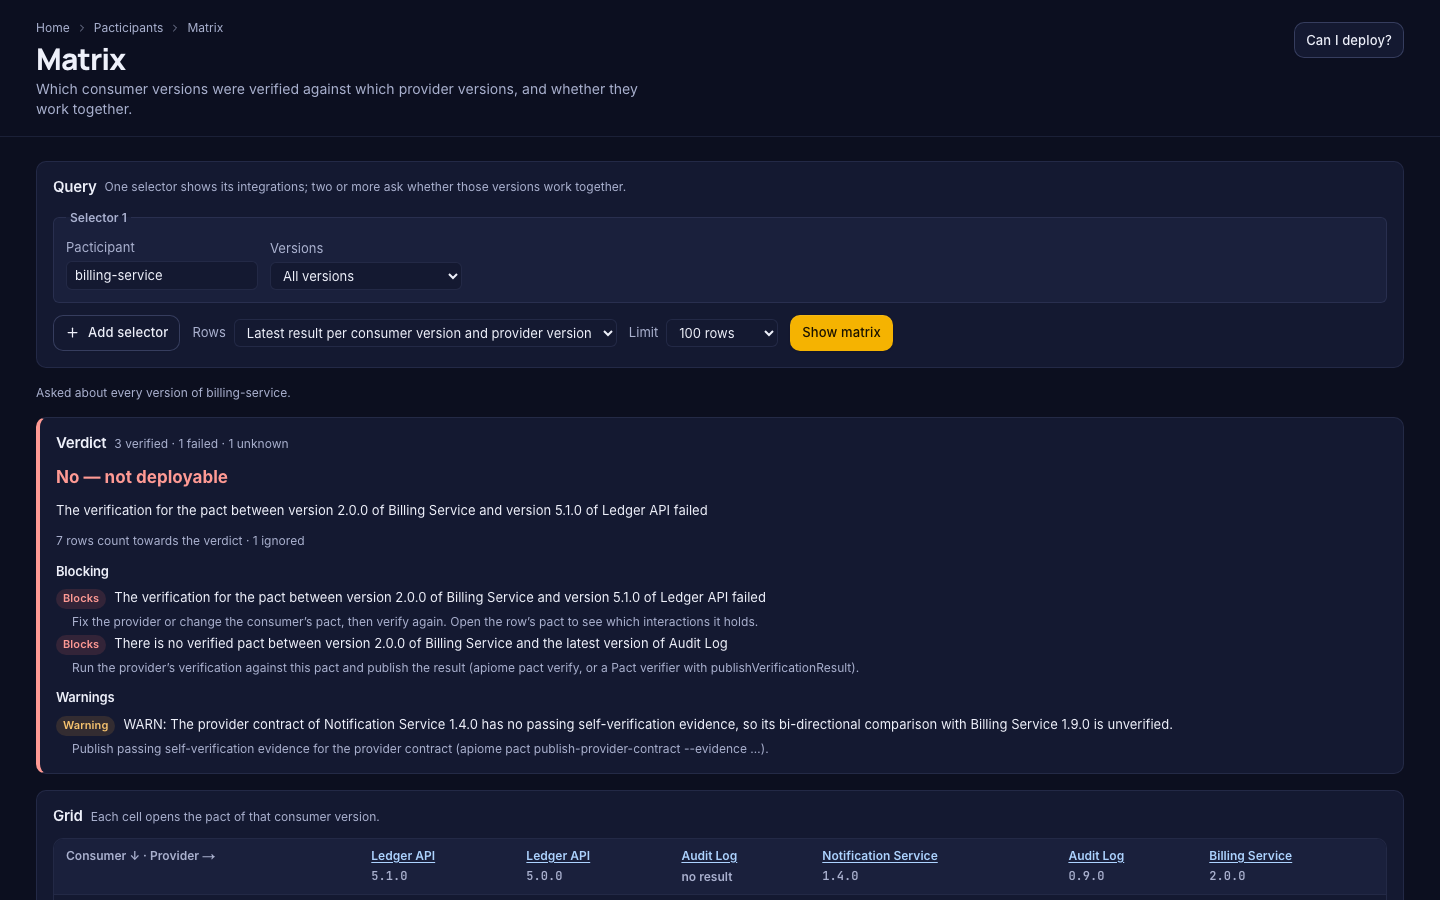 Home > Pacticipants > Matrix
Matrix
Can I deploy?
Which consumer versions were verified against which provider versions, and whether they
work together.
Query One selector shows its integrations; two or more ask whether those versions work together.
Selector 1
Pacticipant Versions
billing-service All versions
+ Add selector Rows Latest result per consumer version and provider version Limit 100 rows Show matrix
Asked about every version of billing-service.
Verdict 3 verified · 1 failed · 1 unknown
No — not deployable
The verification for the pact between version 2.0.0 of Billing Service and version 5.1.0 of Ledger API failed
7 rows count towards the verdict · 1 ignored
Blocking
Blocks The verification for the pact between version 2.0.0 of Billing Service and version 5.1.0 of Ledger API failed
Fix the provider or change the consumer’s pact, then verify again. Open the row’s pact to see which interactions it holds.
Blocks There is no verified pact between version 2.0.0 of Billing Service and the latest version of Audit Log
Run the provider’s verification against this pact and publish the result (apiome pact verify, or a Pact verifier with publishVerificationResult).
Warnings
Warning WARN: The provider contract of Notification Service 1.4.0 has no passing self-verification evidence, so its bi-directional comparison with Billing Service 1.9.0 is unverified.
Publish passing self-verification evidence for the provider contract (apiome pact publish-provider-contract --evidence …).
Grid Each cell opens the pact of that consumer version.
Consumer ↓ · Provider → Ledger API Ledger API Audit Log Notification Service Audit Log Billing Service
5.1.0 5.0.0 no result 1.4.0 0.9.0 2.0.0